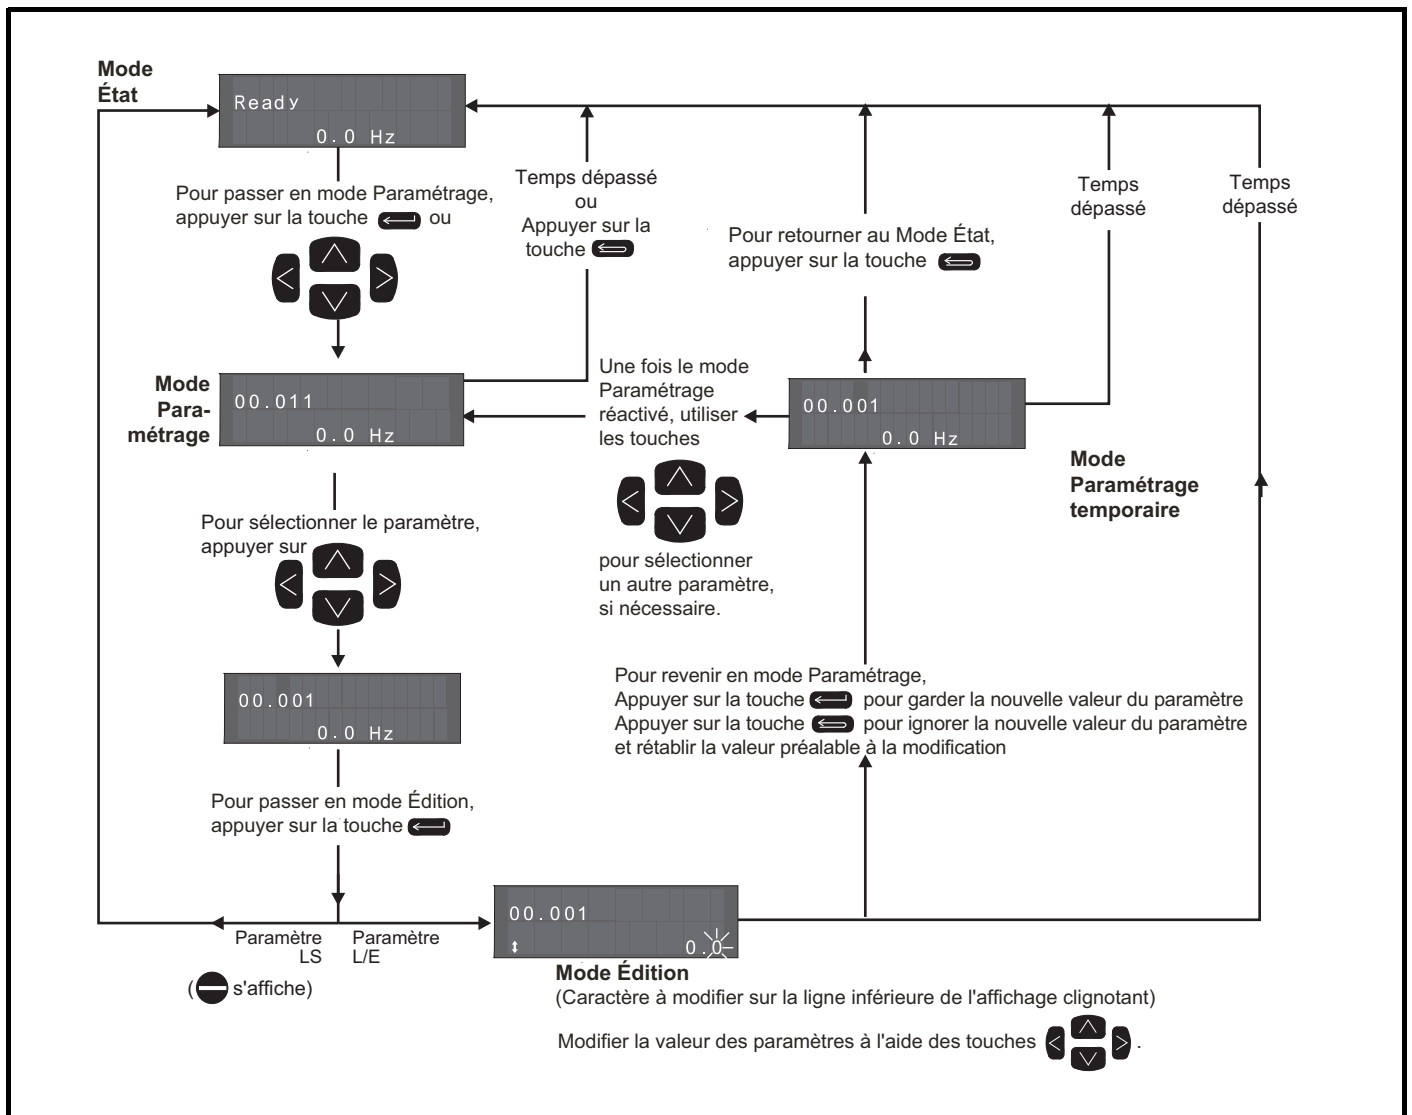 Mode
État
Ready
0.0 Hz
Pour passer en mode Paramétrage,
appuyer sur la touche ou
Temps dépassé
ou
Appuyer sur la
touche
Pour retourner au Mode État,
appuyer sur la touche
Temps
dépassé
Temps
dépassé
Mode
Para-
métrage
00.011
0.0 Hz
Une fois le mode
Paramétrage
réactivé, utiliser
les touches
pour sélectionner
un autre paramètre,
si nécessaire.
00.001
0.0 Hz
Mode
Paramétrage
temporaire
Pour sélectionner le paramètre,
appuyer sur
00.001
0.0 Hz
Pour revenir en mode Paramétrage,
Appuyer sur la touche pour garder la nouvelle valeur du paramètre
Appuyer sur la touche pour ignorer la nouvelle valeur du paramètre
et rétablir la valeur préalable à la modification
Pour passer en mode Édition,
appuyer sur la touche
Paramètre
LS
Paramètre
L/E
( s'affiche)
00.001
0.0
Mode Édition
(Caractère à modifier sur la ligne inférieure de l'affichage clignotant)
Modifier la valeur des paramètres à l'aide des touches .